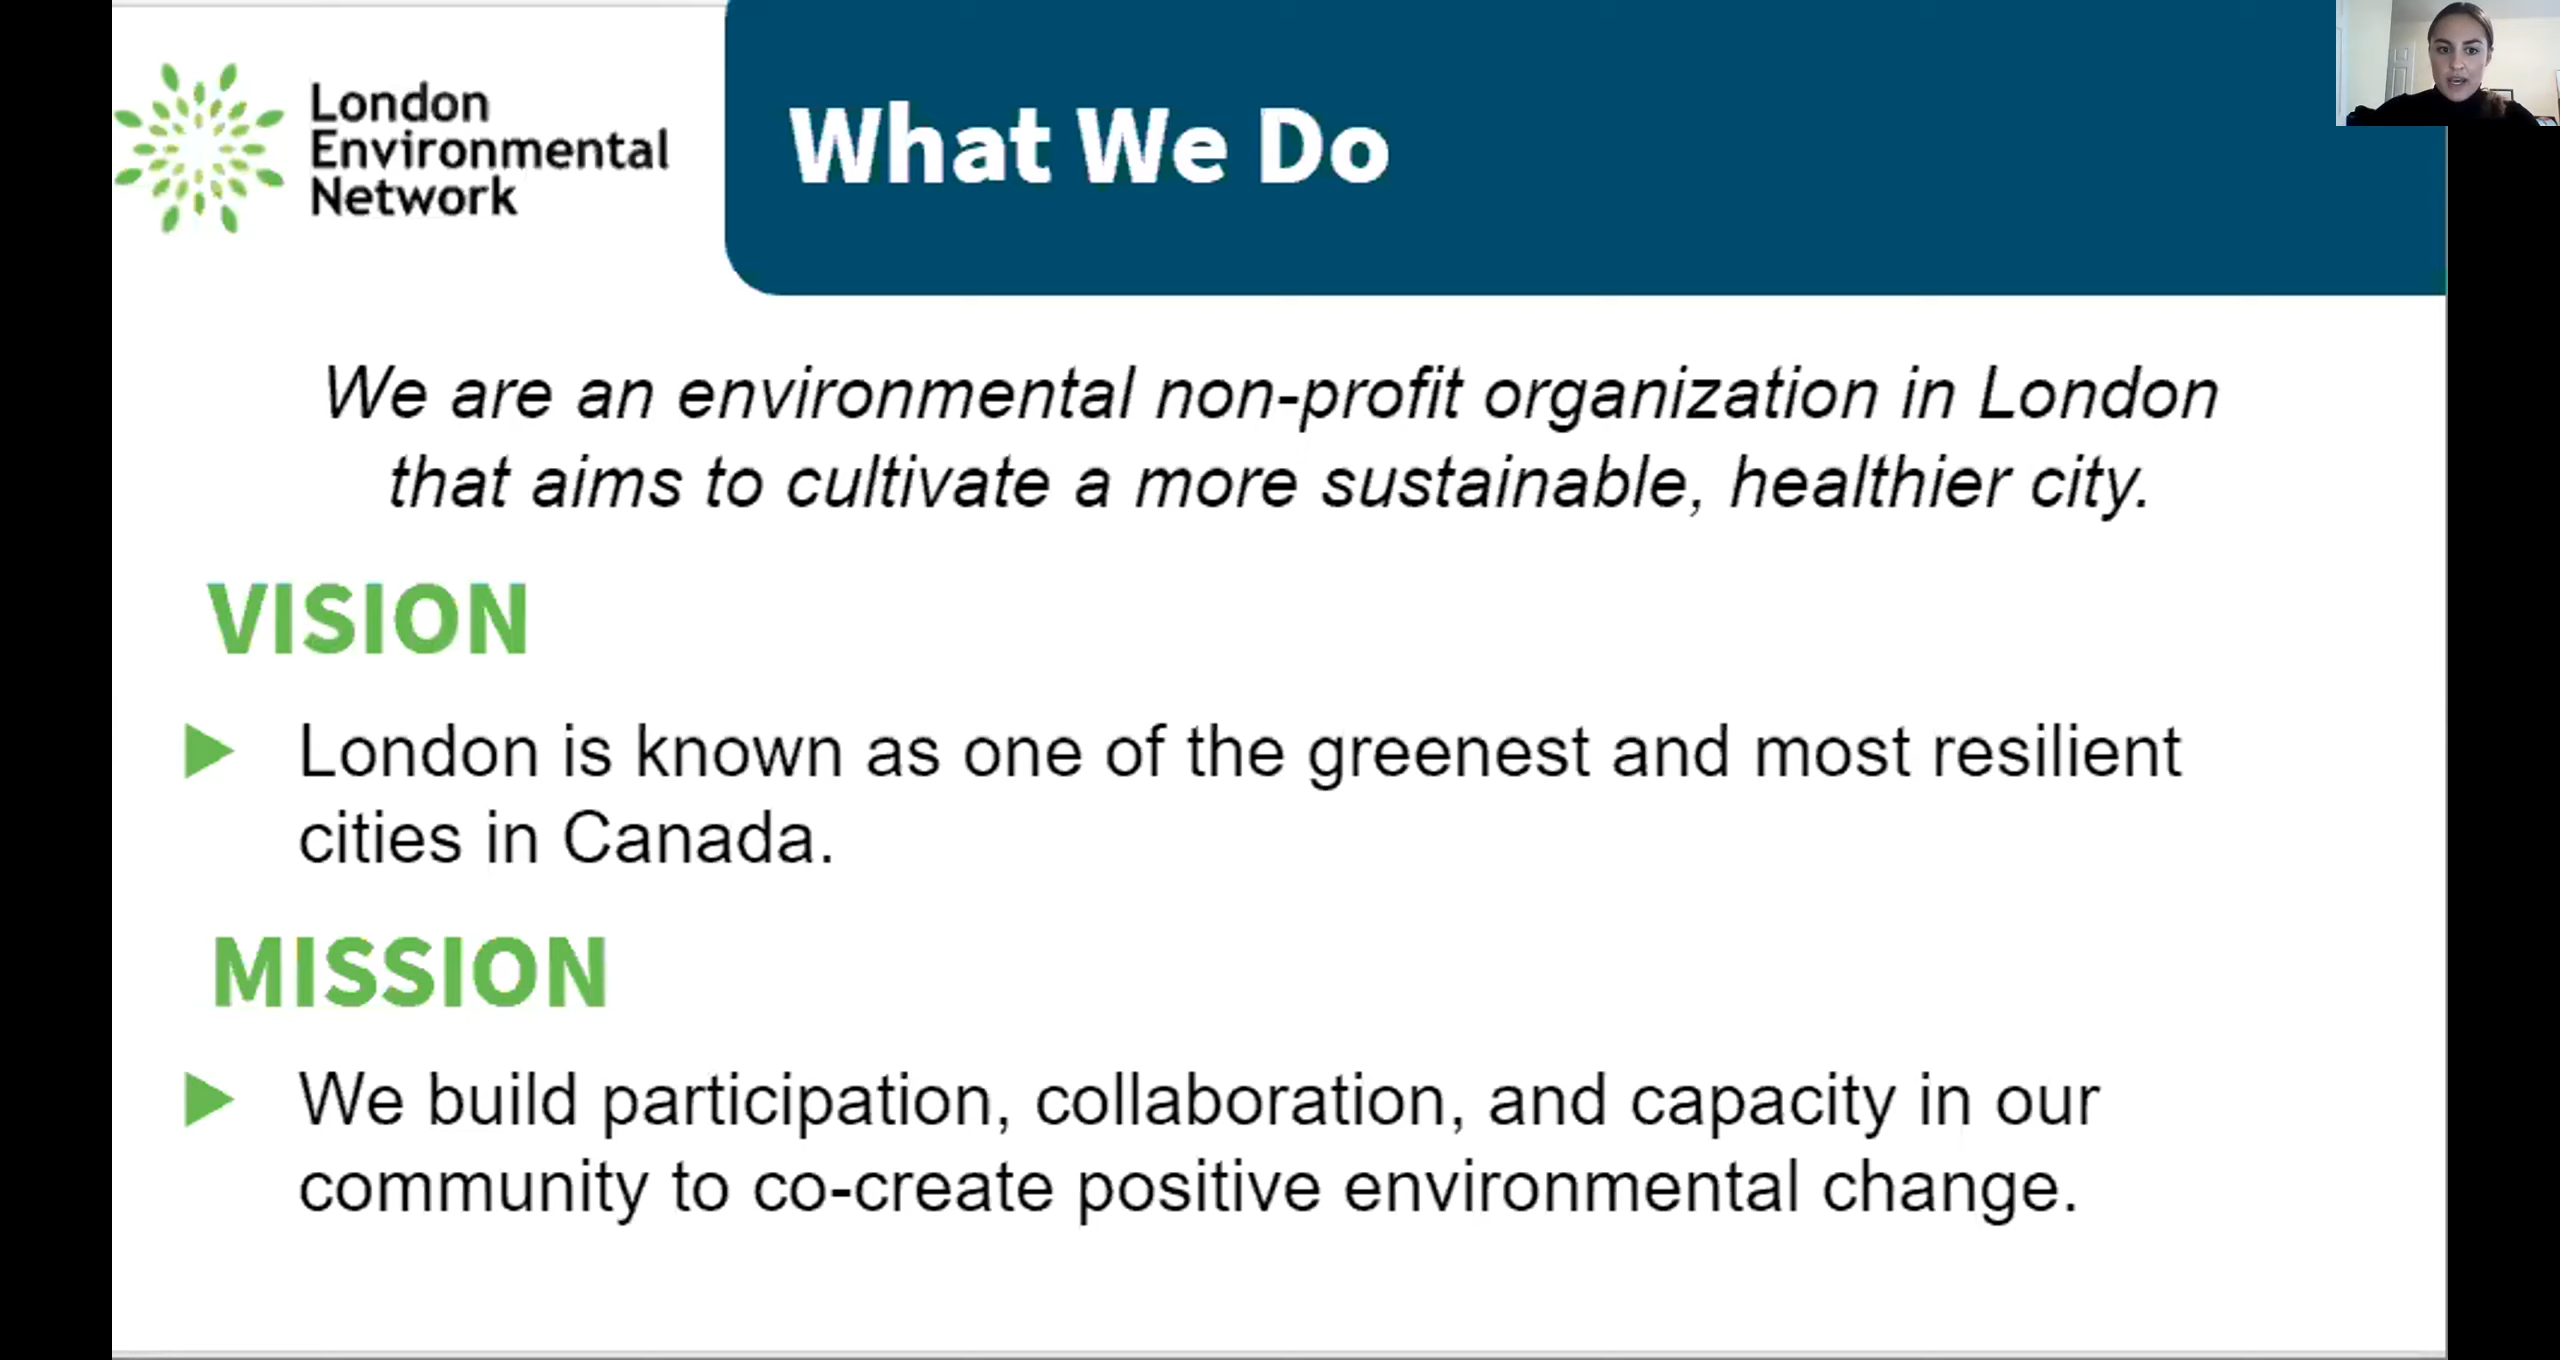 London
Environmental
Network
What We Do
We are an environmental non-profit organization in London
that aims to cultivate a more sustainable, healthier city.
VISION
London is known as one of the greenest and most resilient
cities in Canada.
MISSION
We build participation, collaboration, and capacity in our
community to co-create positive environmental change.